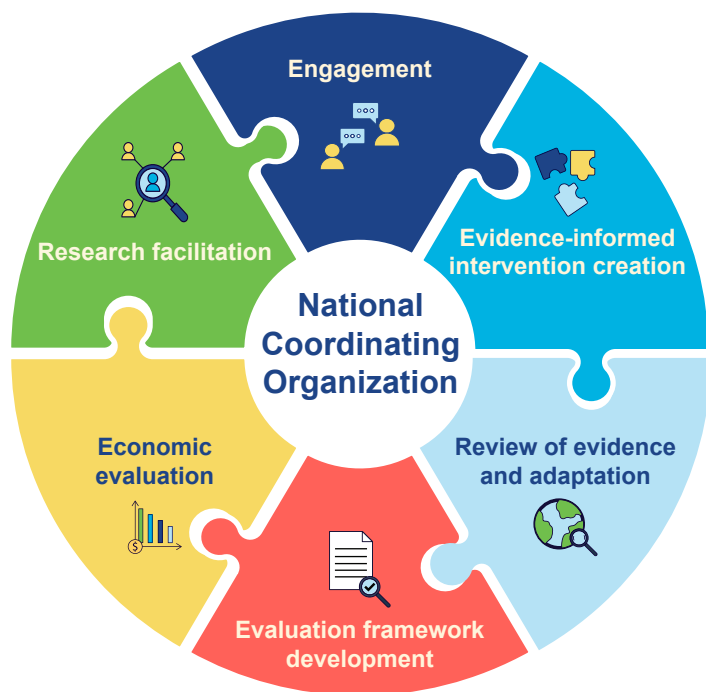 Engagement
Evidence-informed
intervention creation
Review of evidence
and adaptation
Evaluation framework
development
Economic
evaluation
$
Research facilitation
National
Coordinating
Organization